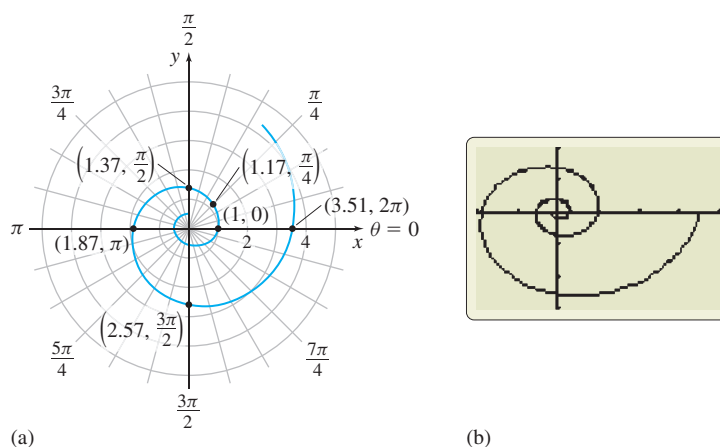 π/2
y
3π/4
π/4
(1.37, π/2)
(1.17, π/4)
(1, 0)
(3.51, 2π)
π
(1.87, π)
2
4
x
θ = 0
(2.57, 3π/2)
5π/4
7π/4
3π/2
(a)
(b)